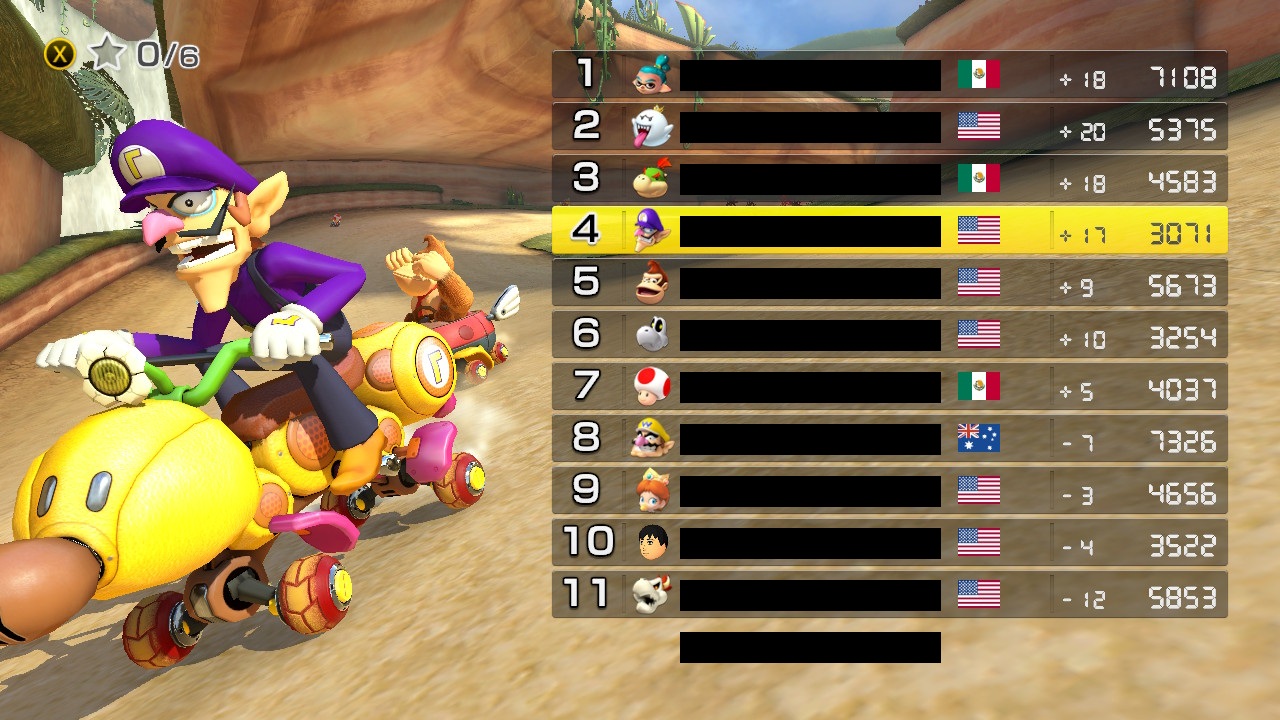 X 0/6
1 + 18 7108
2 + 20 5375
3 + 18 4583
4 + 17 3071
5 + 9 5673
6 + 10 3254
7 + 5 4037
8 - 7 7326
9 - 3 4656
10 - 4 3522
11 - 12 5853